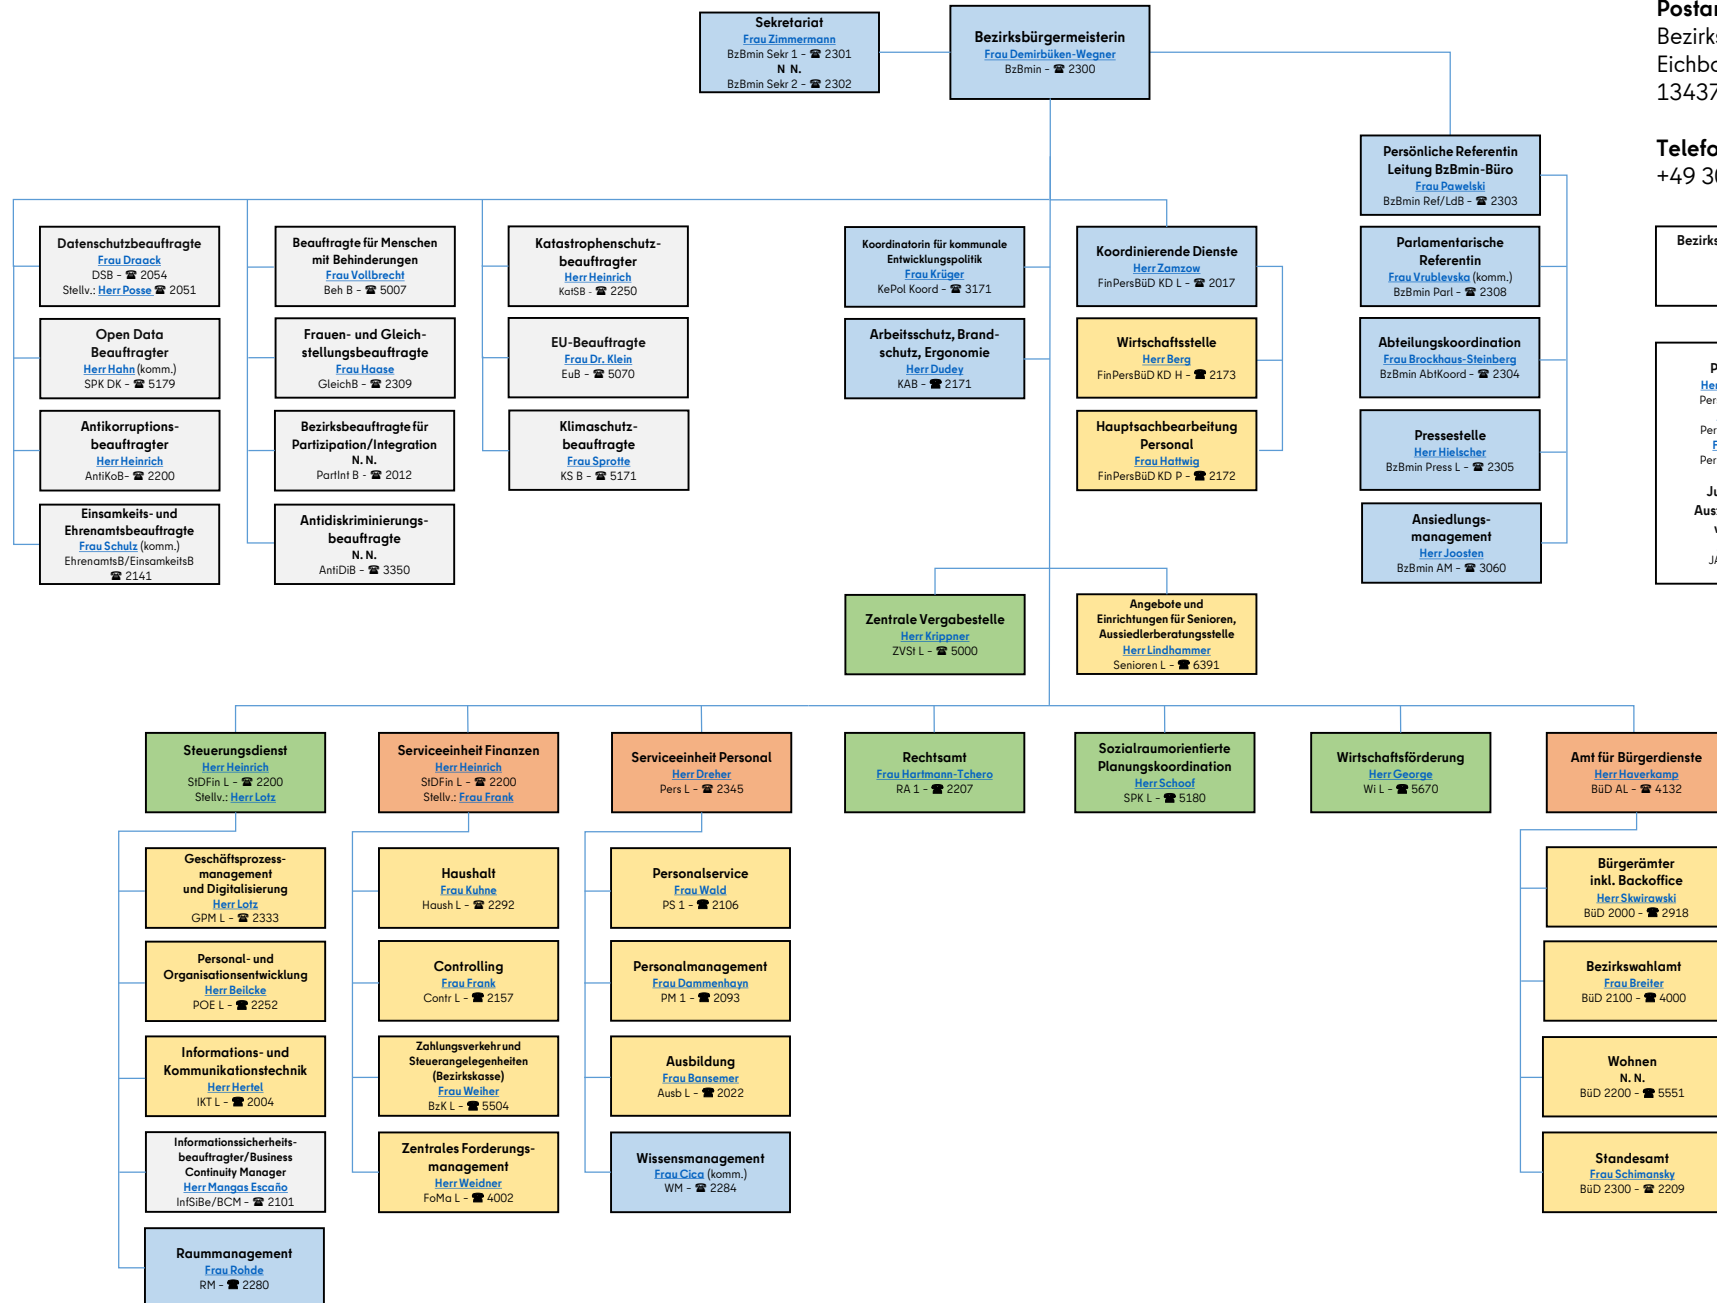 Sekretariat
Frau Zimmermann
BzBmin Sekr 1 - ☎ 2301
N N.
BzBmin Sekr 2 - ☎ 2302
Bezirksbürgermeisterin
Frau Demirbüken-Wegner
BzBmin - ☎ 2300
Eichbo
13437
+49 30
Persönliche Referentin
Leitung BzBmin-Büro
Frau Pawelski
BzBmin Ref/LdB - ☎ 2303
Datenschutzbeauftragte
Frau Draack
DSB - ☎ 2054
Stellv.: Herr Posse ☎ 2051
Beauftragte für Menschen
mit Behinderungen
Frau Vollbrecht
Beh B - ☎ 5007
Katastrophenschutz-
beauftragter
Herr Heinrich
KatSB - ☎ 2250
Koordinatorin für kommunale
Entwicklungspolitik
Frau Krüger
KePol Koord - ☎ 3171
Koordinierende Dienste
Herr Zamzow
FinPersBüD KD L - ☎ 2017
Parlamentarische
Referentin
Frau Vrublevska (komm.)
BzBmin Parl - ☎ 2308
Bezirks
Open Data
Beauftragter
Herr Hahn (komm.)
SPK DK - ☎ 5179
Frauen- und Gleich-
stellungsbeauftragte
Frau Haase
GleichB - ☎ 2309
EU-Beauftragte
Frau Dr. Klein
EuB - ☎ 5070
Arbeitsschutz, Brand-
schutz, Ergonomie
Herr Dudey
KAB - ☎ 2171
Wirtschaftsstelle
Herr Berg
FinPersBüD KD H - ☎ 2173
Abteilungskoordination
Frau Brockhaus-Steinberg
BzBmin AbtKoord - ☎ 2304
Antikorruptions-
beauftragter
Herr Heinrich
AntiKoB- ☎ 2200
Bezirksbeauftragte für
Partizipation/Integration
N. N.
PartInt B - ☎ 2012
Klimaschutz-
beauftragte
Frau Sprotte
KS B - ☎ 5171
Hauptsachbearbeitung
Personal
Frau Hattwig
FinPersBüD KD P - ☎ 2172
Pressestelle
Herr Hielscher
BzBmin Press L - ☎ 2305
Einsamkeits- und
Ehrenamtsbeauftragte
Frau Schulz (komm.)
EhrenamtsB/EinsamkeitsB
☎ 2141
Antidiskriminierungs-
beauftragte
N. N.
AntiDiB - ☎ 3350
Ansiedlungs-
management
Herr Joosten
BzBmin AM - ☎ 3060
Zentrale Vergabestelle
Herr Krippner
ZVSt L - ☎ 5000
Angebote und
Einrichtungen für Senioren,
Aussiedlerberatungsstelle
Herr Lindhammer
Senioren L - ☎ 6391
Steuerungsdienst
Herr Heinrich
StDFin L - ☎ 2200
Stellv.: Herr Lotz
Serviceeinheit Finanzen
Herr Heinrich
StDFin L - ☎ 2200
Stellv.: Frau Frank
Serviceeinheit Personal
Herr Dreher
Pers L - ☎ 2345
Rechtsamt
Frau Hartmann-Tchero
RA 1 - ☎ 2207
Sozialraumorientierte
Planungskoordination
Herr Schoof
SPK L - ☎ 5180
Wirtschaftsförderung
Herr George
Wi L - ☎ 5670
Amt für Bürgerdienste
Herr Haverkamp
BüD AL - ☎ 4132
Geschäftsprozess-
management
und Digitalisierung
Herr Lotz
GPM L - ☎ 2333
Haushalt
Frau Kuhne
Haush L - ☎ 2292
Personalservice
Frau Wald
PS 1 - ☎ 2106
Bürgerämter
inkl. Backoffice
Herr Skwirawski
BüD 2000 - ☎ 2918
Personal- und
Organisationsentwicklung
Herr Beilcke
POE L - ☎ 2252
Controlling
Frau Frank
Contr L - ☎ 2157
Personalmanagement
Frau Dammenhayn
PM 1 - ☎ 2093
Bezirkswahlamt
Frau Breiter
BüD 2100 - ☎ 4000
Informations- und
Kommunikationstechnik
Herr Hertel
IKT L - ☎ 2004
Zahlungsverkehr und
Steuerangelegenheiten
(Bezirkskasse)
Frau Weiher
BzK L - ☎ 5504
Ausbildung
Frau Bansemer
Ausb L - ☎ 2022
Wohnen
N. N.
BüD 2200 - ☎ 5551
Informationssicherheits-
beauftragter/Business
Continuity Manager
Herr Mangas Escaño
InfSiBe/BCM - ☎ 2101
Zentrales Forderungs-
management
Herr Weidner
FoMa L - ☎ 4002
Wissensmanagement
Frau Cica (komm.)
WM - ☎ 2284
Standesamt
Frau Schimansky
BüD 2300 - ☎ 2209
Raummanagement
Frau Rohde
RM - ☎ 2280